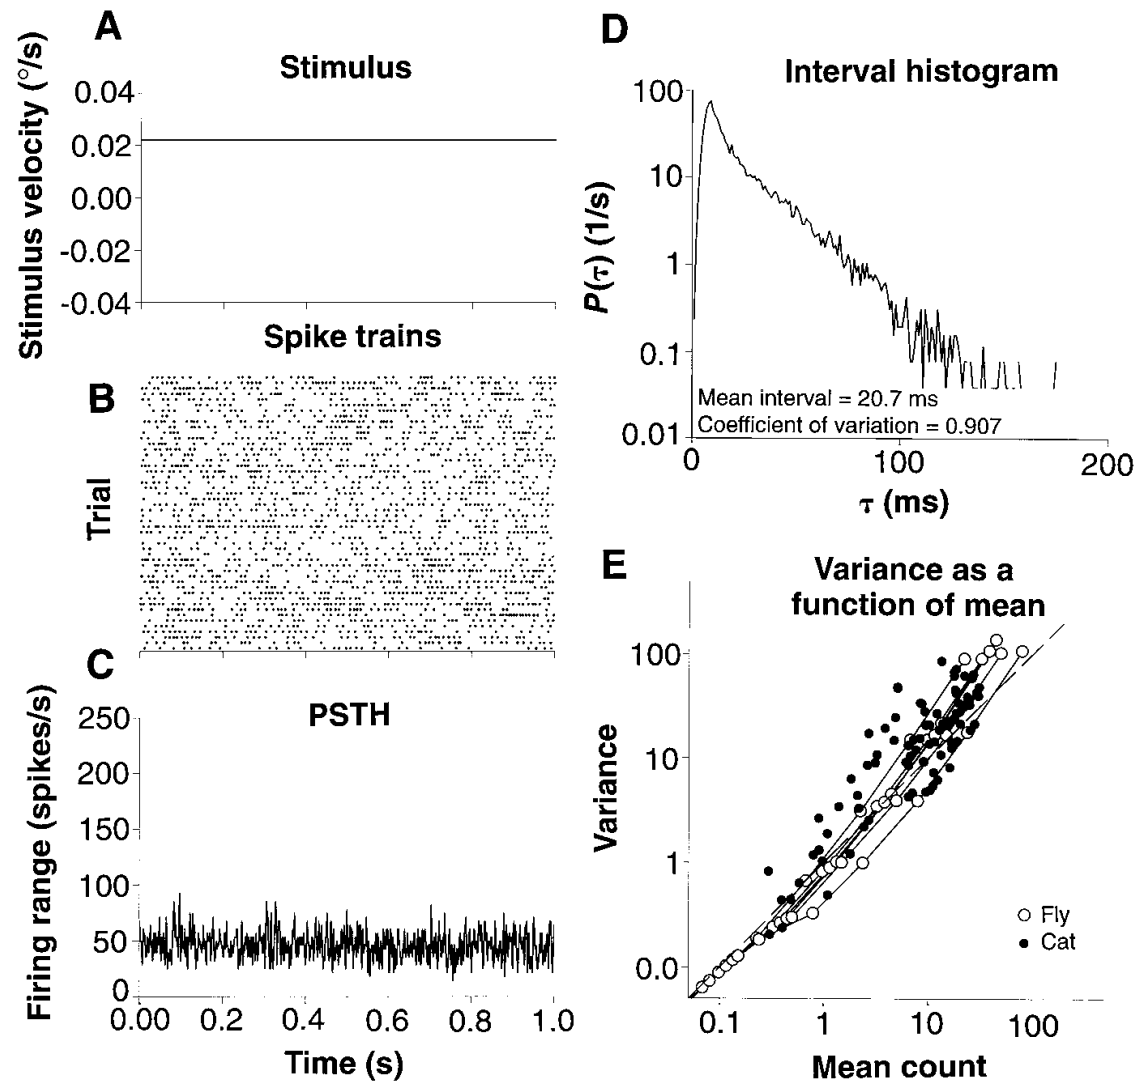 A
Stimulus
Stimulus velocity (°/s)
0.04
0.02
0.00
-0.02
-0.04
Spike trains
B
Trial
C
PSTH
Firing range (spikes/s)
250
200
150
100
50
0
0.00
0.2
0.4
0.6
0.8
1.0
Time (s)
D
Interval histogram
P(τ) (1/s)
100
10
1
0.1
0.01
Mean interval = 20.7 ms
Coefficient of variation = 0.907
0
100
200
τ (ms)
E
Variance as a
function of mean
Variance
100
10
1
0.0
Fly
Cat
0.1
1
10
100
Mean count